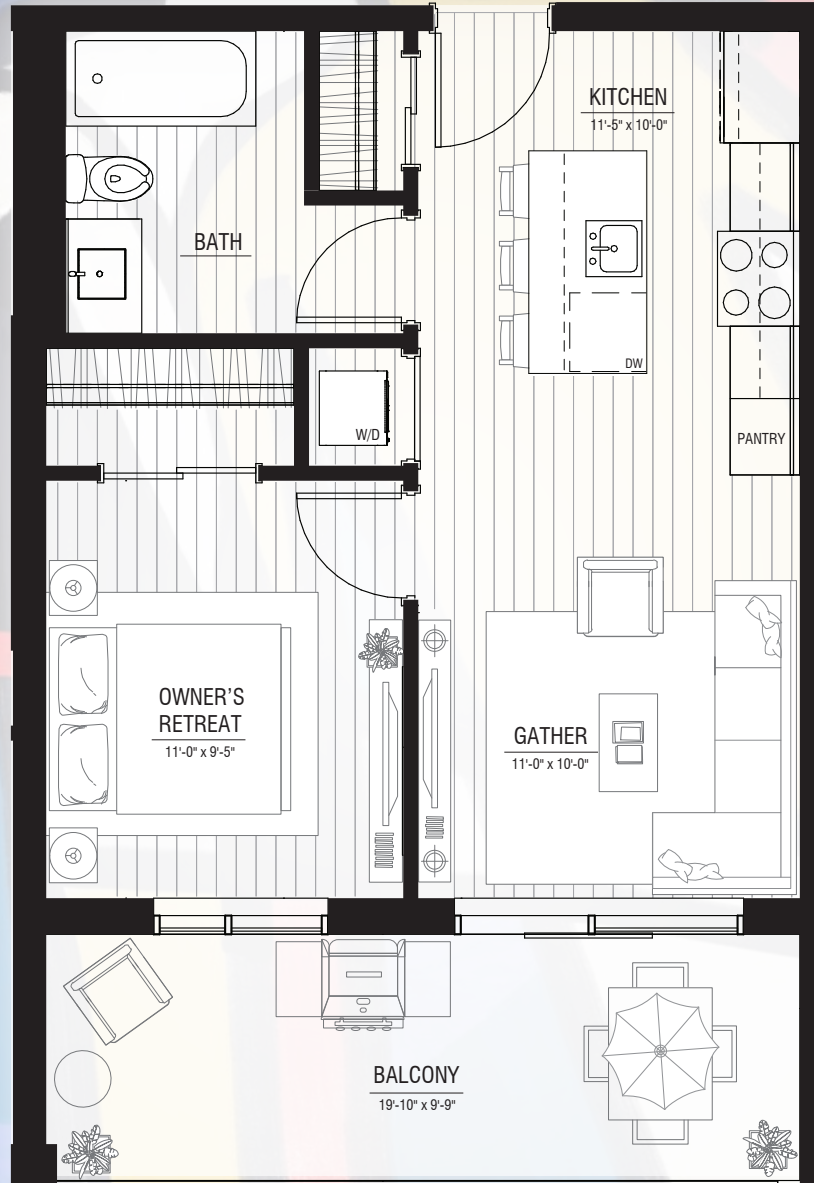 KITCHEN
11'-5" x 10'-0"
BATH
DW
W/D
PANTRY
OWNER'S
RETREAT
11'-0" x 9'-5"
GATHER
11'-0" x 10'-0"
BALCONY
19'-10" x 9'-9"